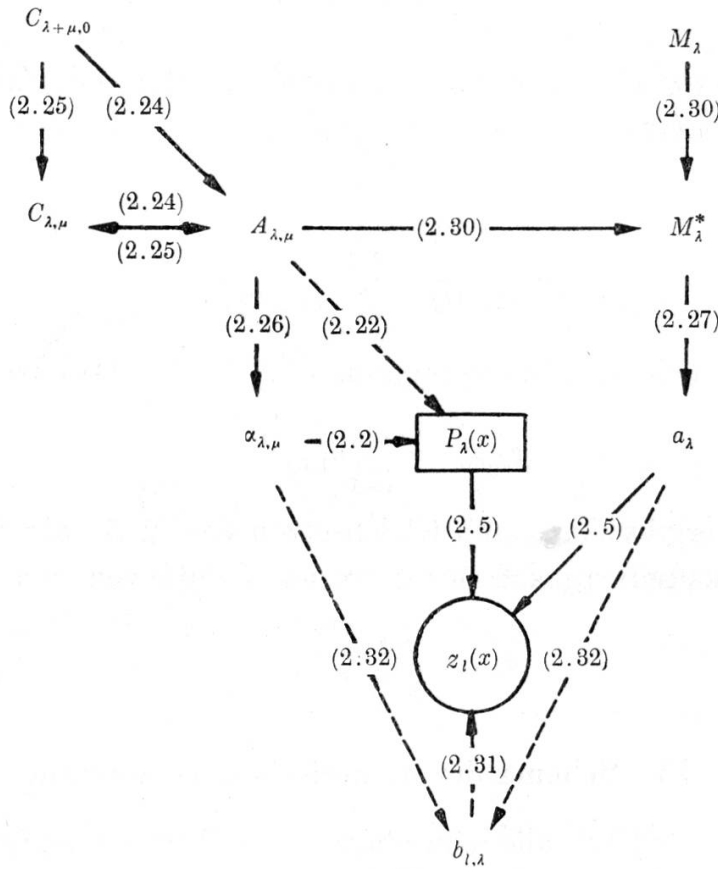 C_{λ+μ,0} M_λ
(2.25) (2.24) (2.30)
C_{λ,μ} (2.24) A_{λ,μ} (2.30) M*_λ
(2.25)
(2.26) (2.22) (2.27)
α_{λ,μ} (2.2) P_λ(x) a_λ
(2.5) (2.5)
(2.32) z_l(x) (2.32)
(2.31)
b_{l,λ}